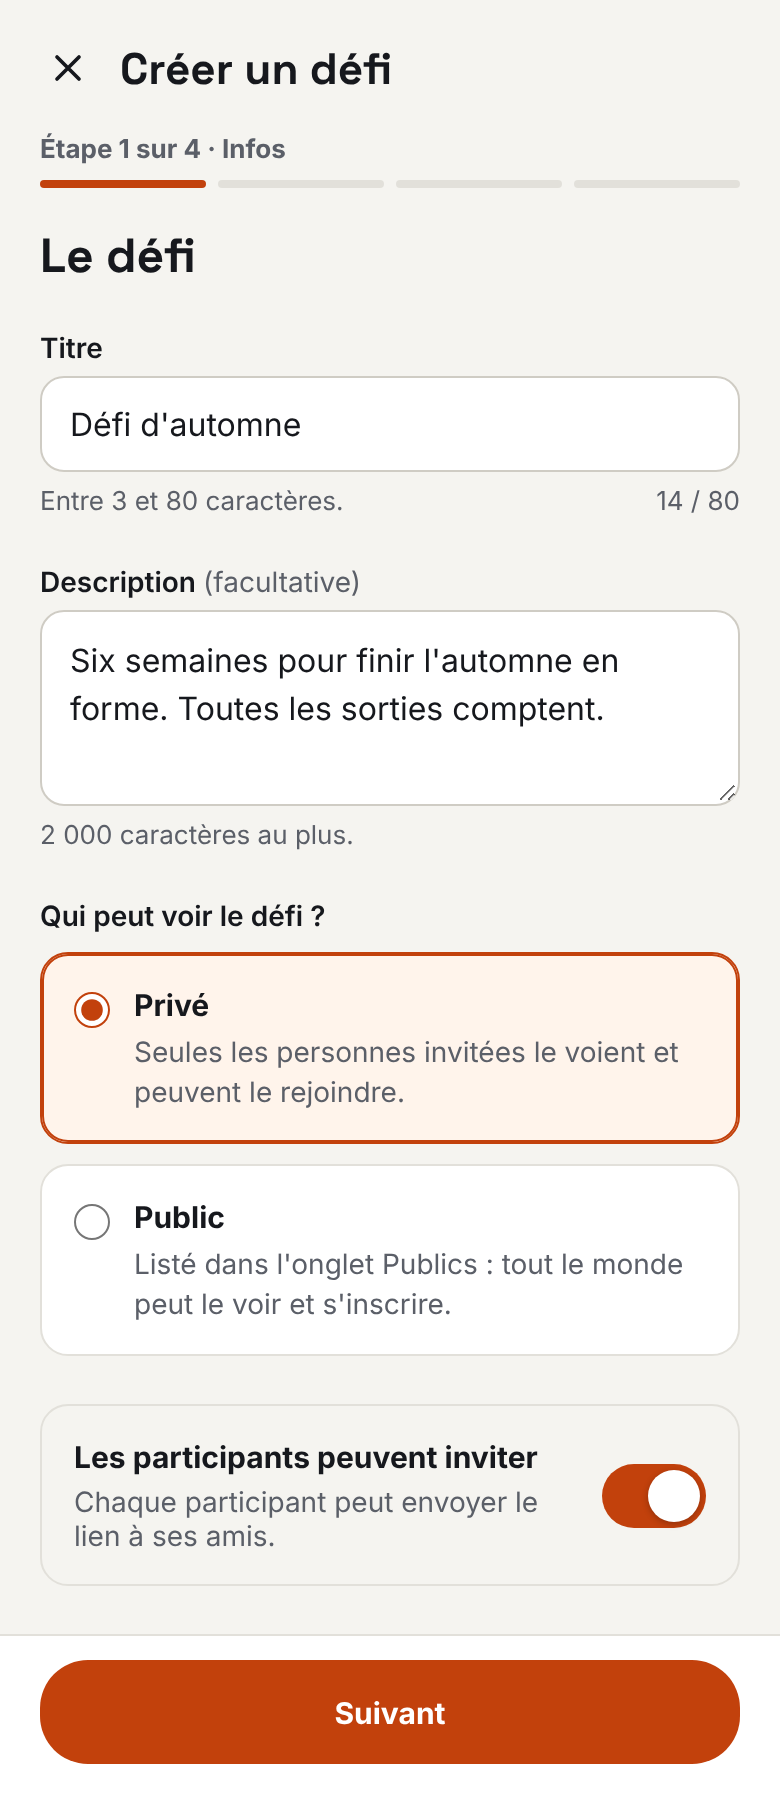 Créer un défi
Étape 1 sur 4 · Infos
Le défi
Titre
Défi d'automne
Entre 3 et 80 caractères.
14 / 80
Description (facultative)
Six semaines pour finir l'automne en
forme. Toutes les sorties comptent.
2 000 caractères au plus.
Qui peut voir le défi ?
Privé
Seules les personnes invitées le voient et
peuvent le rejoindre.
Public
Listé dans l'onglet Publics : tout le monde
peut le voir et s'inscrire.
Les participants peuvent inviter
Chaque participant peut envoyer le
lien à ses amis.
Suivant